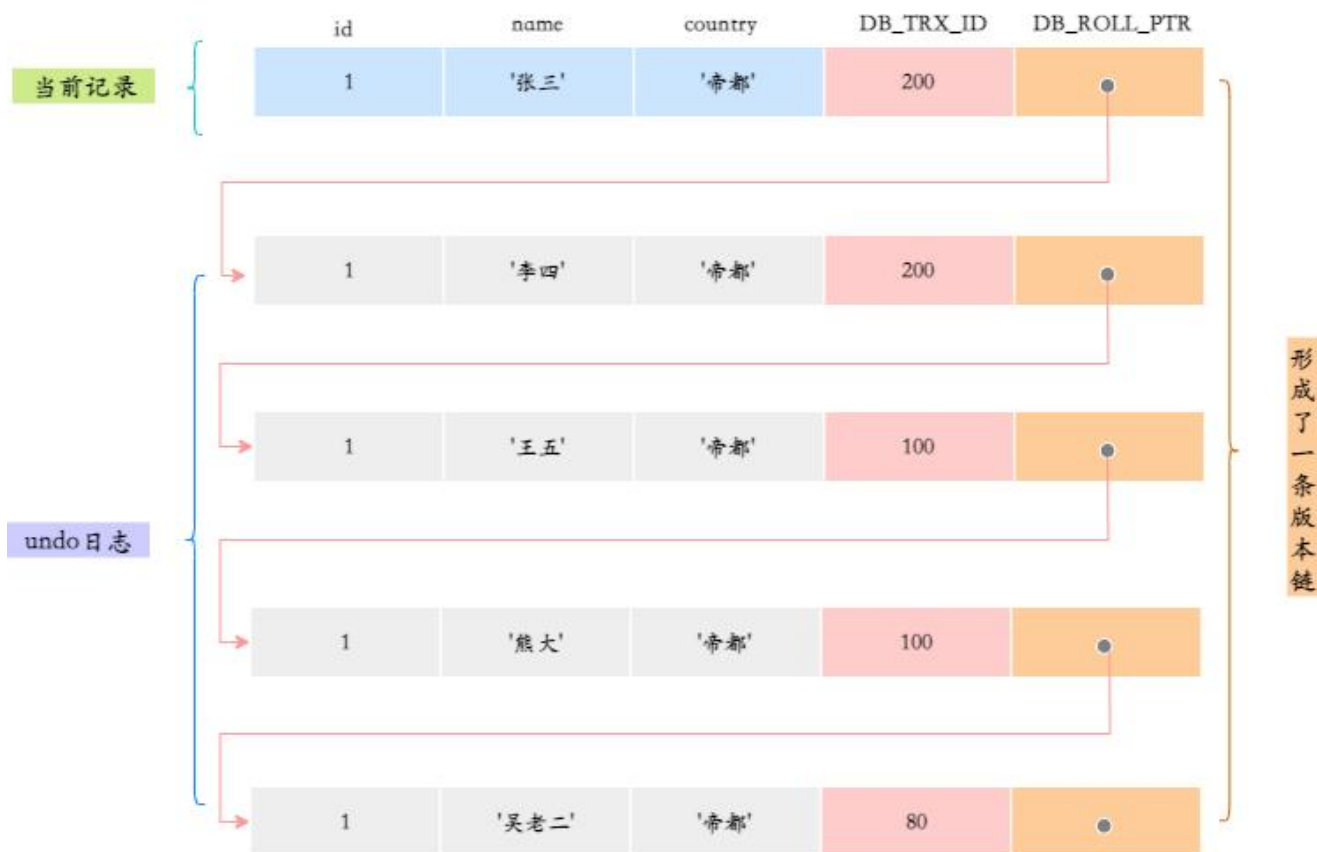 id name country DB_TRX_ID DB_ROLL_PTR
当前记录 1 '张三' '帝都' 200
1 '李四' '帝都' 200
1 '王五' '帝都' 100
undo日志
1 '熊大' '帝都' 100
1 '吴老二' '帝都' 80
形成了一条版本链